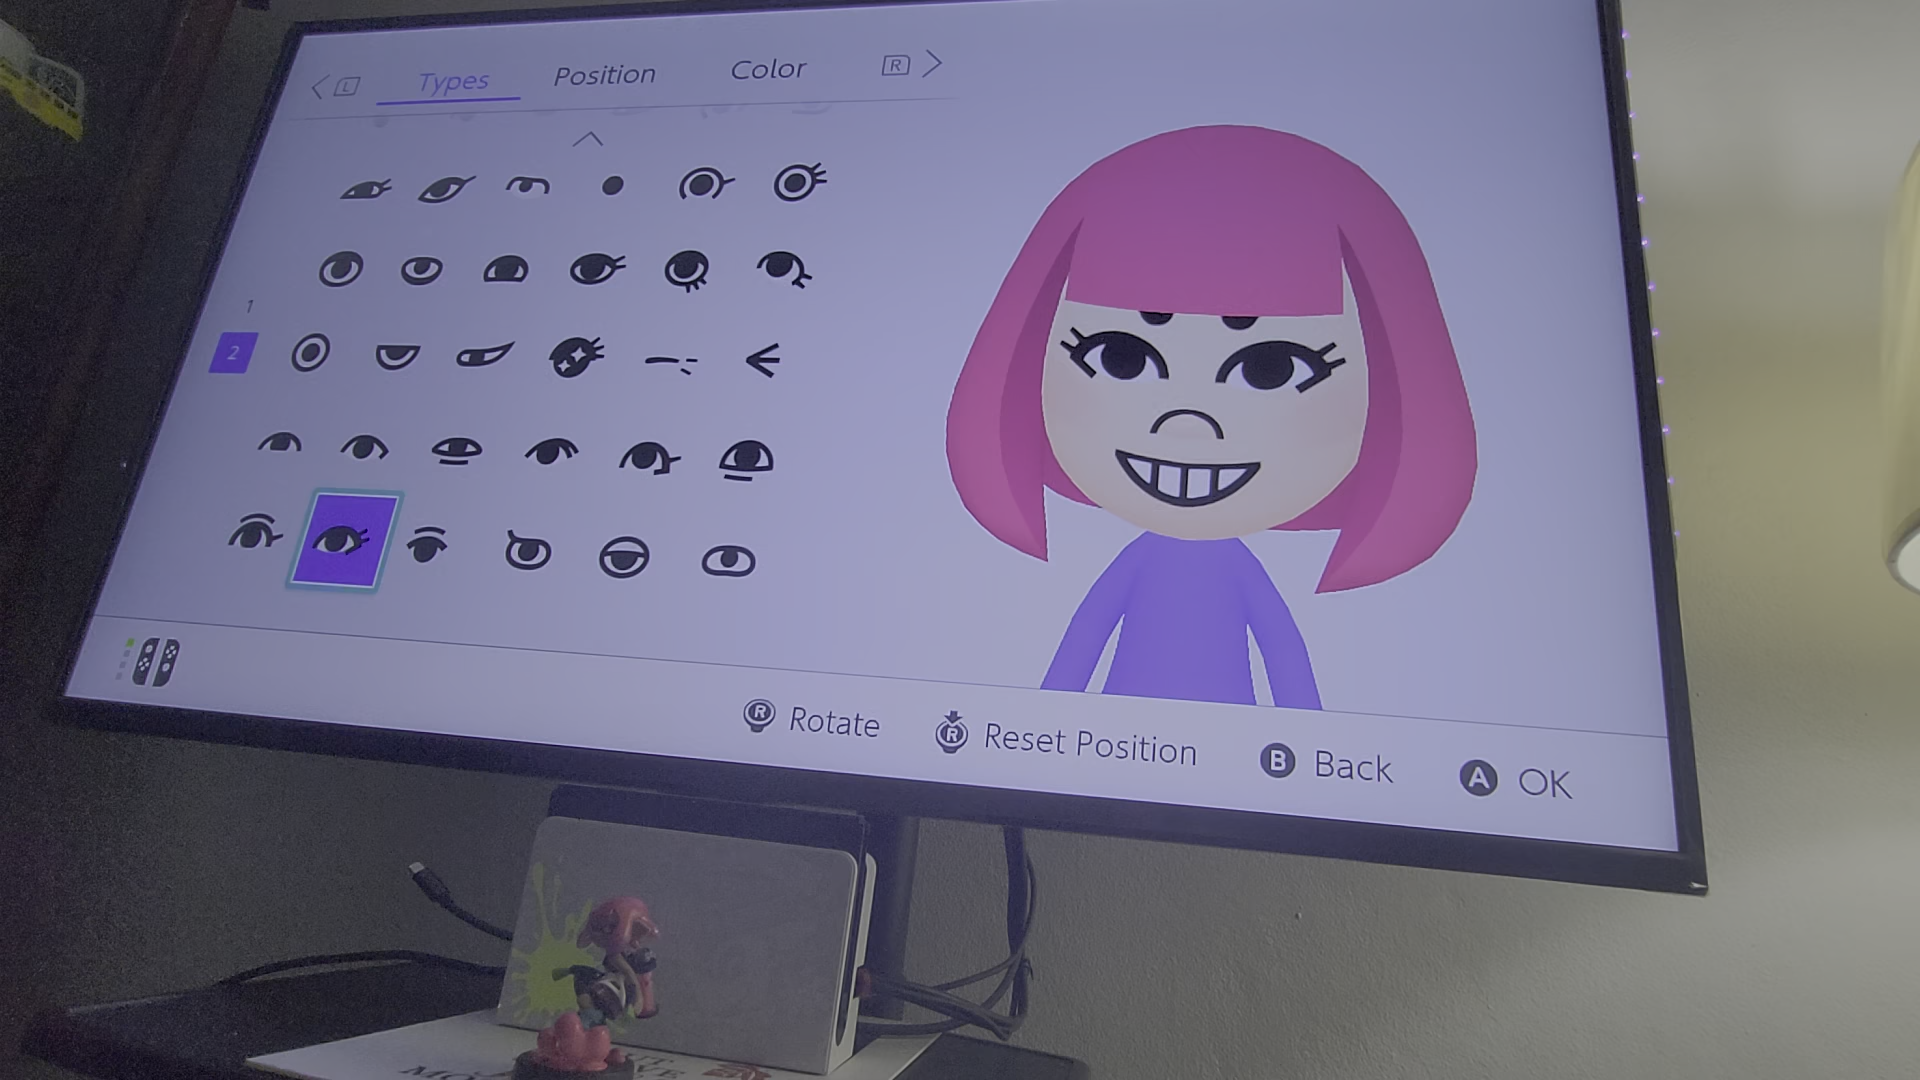 L Types Position Color R
1
2
R Rotate R Reset Position B Back A OK